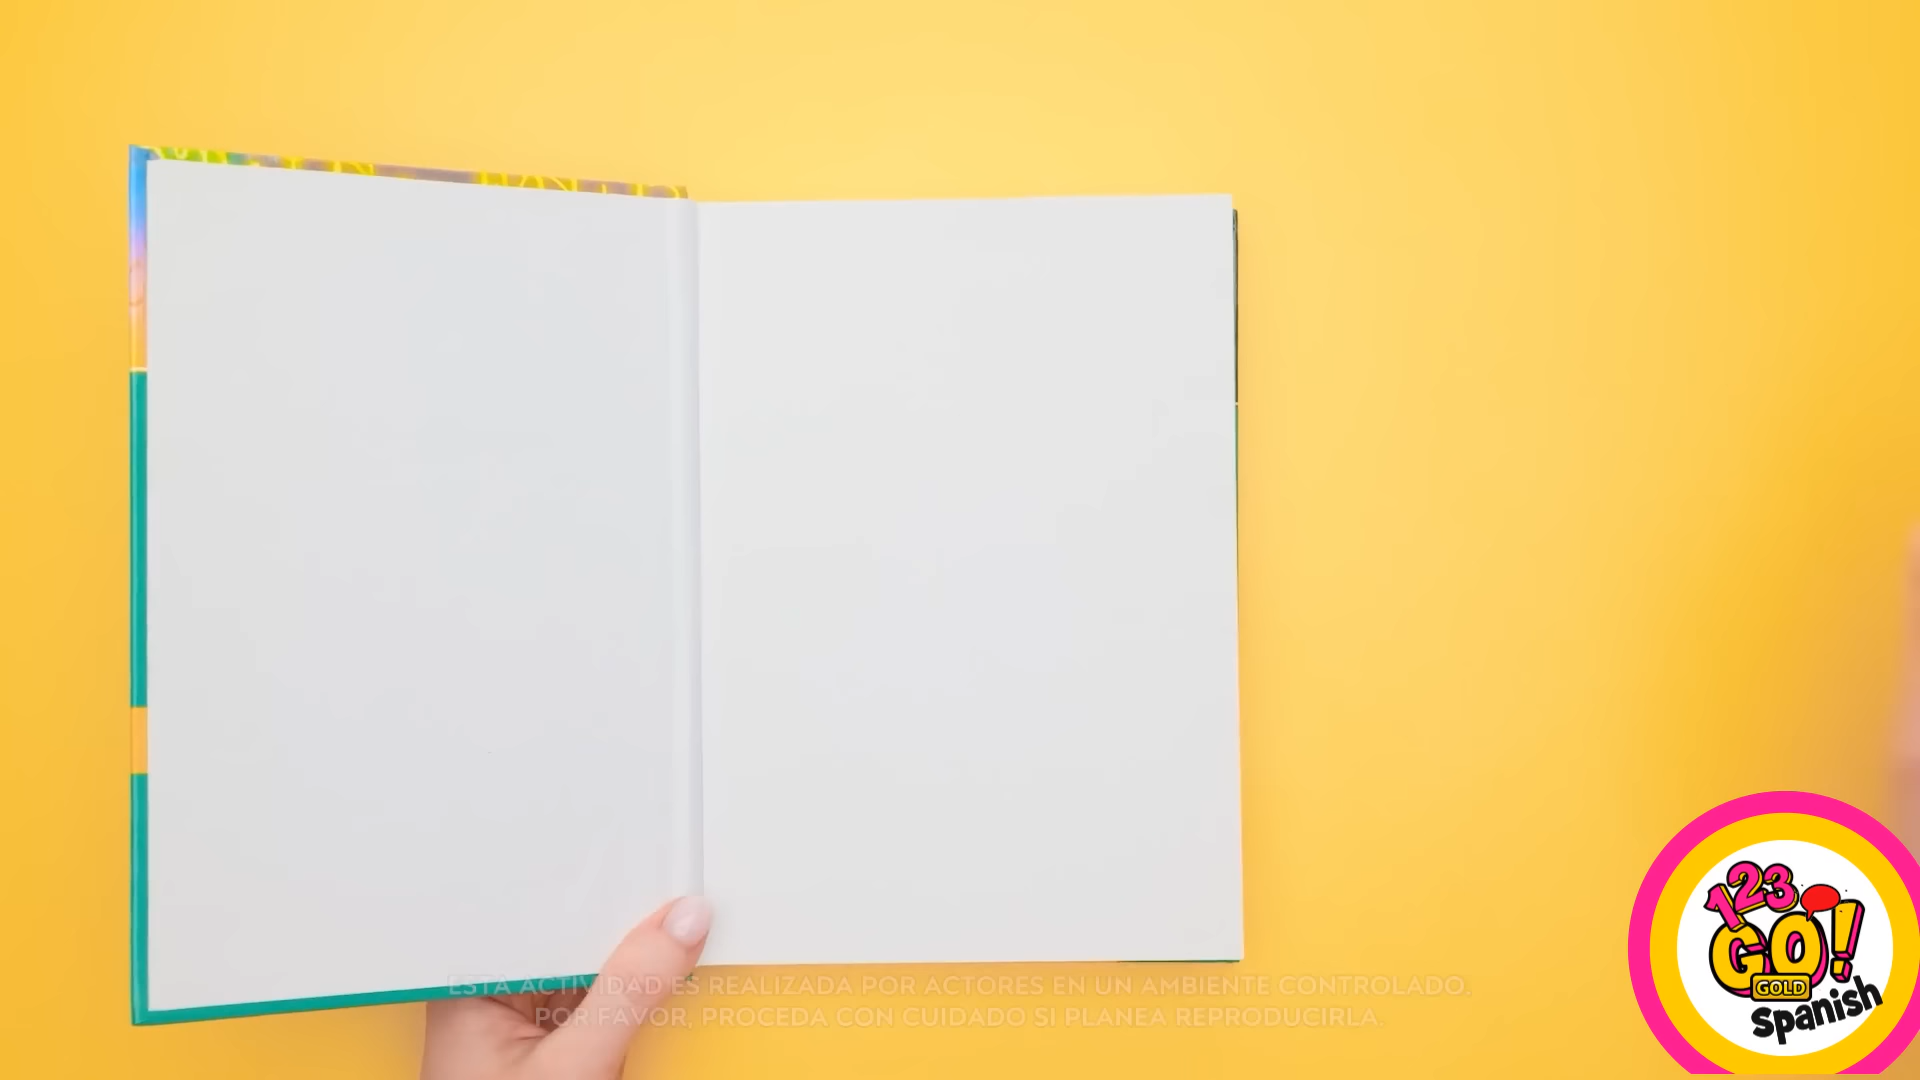 ESTA ACTIVIDAD ES REALIZADA POR ACTORES EN UN AMBIENTE CONTROLADO.
POR FAVOR, PROCEDA CON CUIDADO SI PLANEA REPRODUCIRLA.
123
GO!
GOLD
Spanish